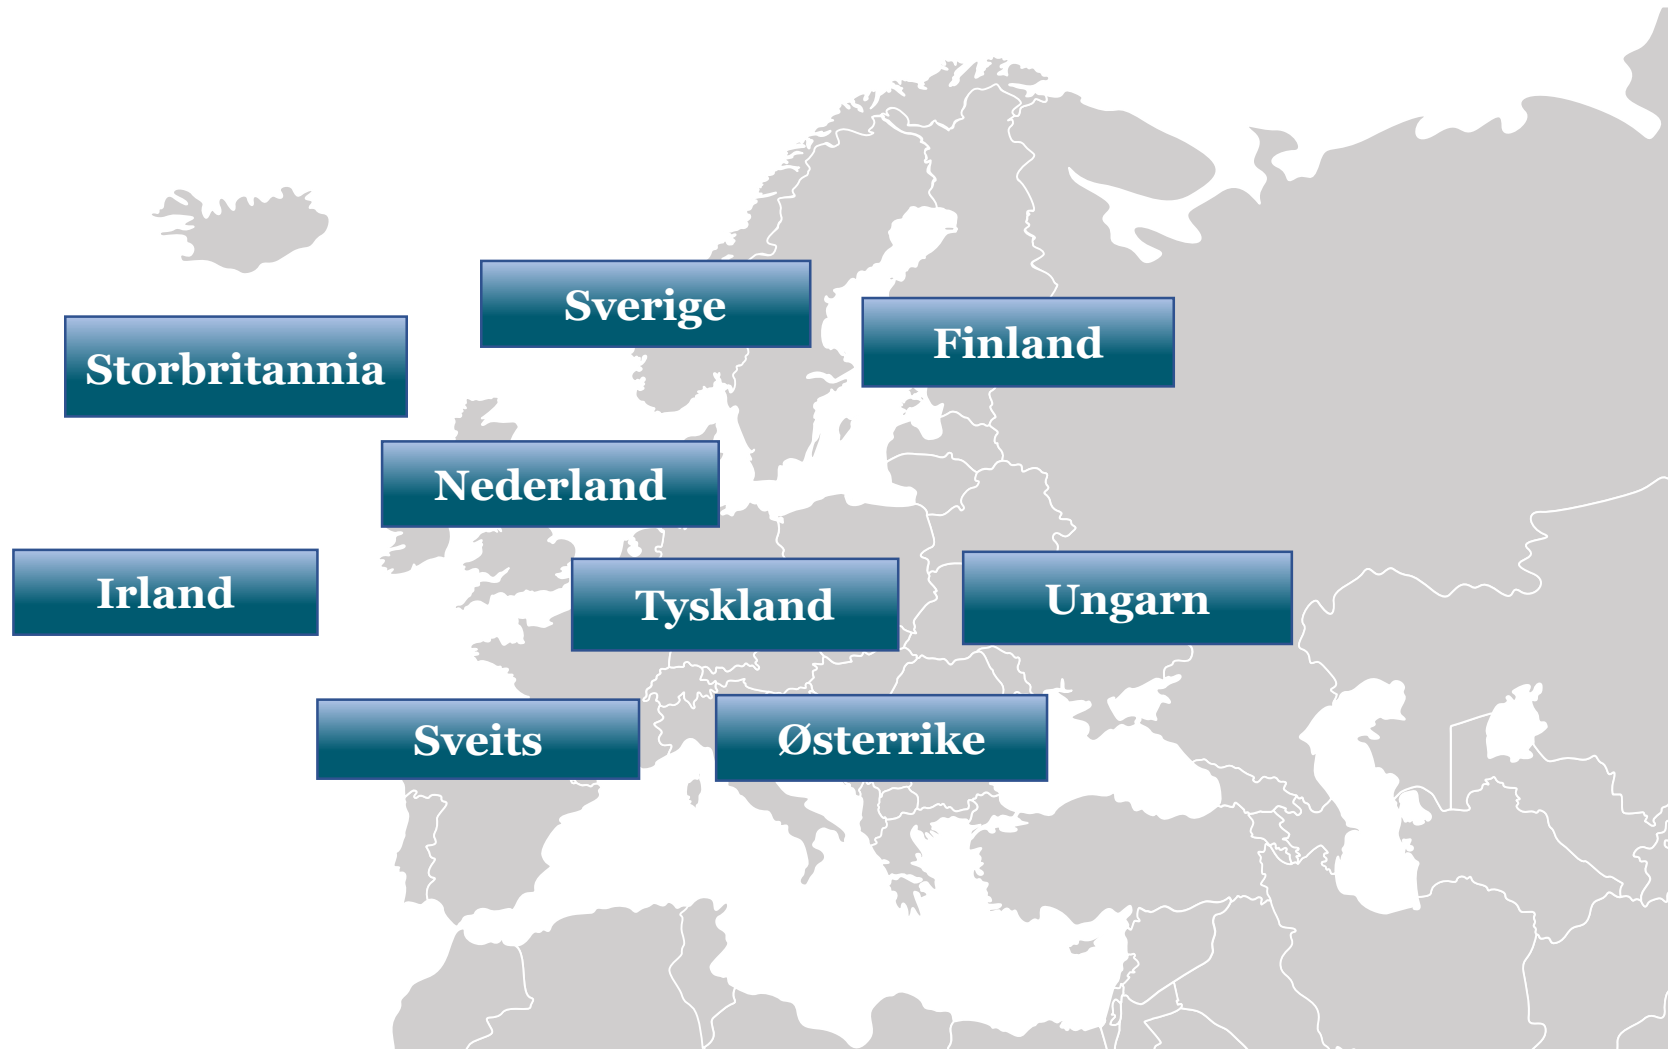 Sverige
Finland
Storbritannia
Nederland
Irland
Tyskland
Ungarn
Sveits
Østerrike